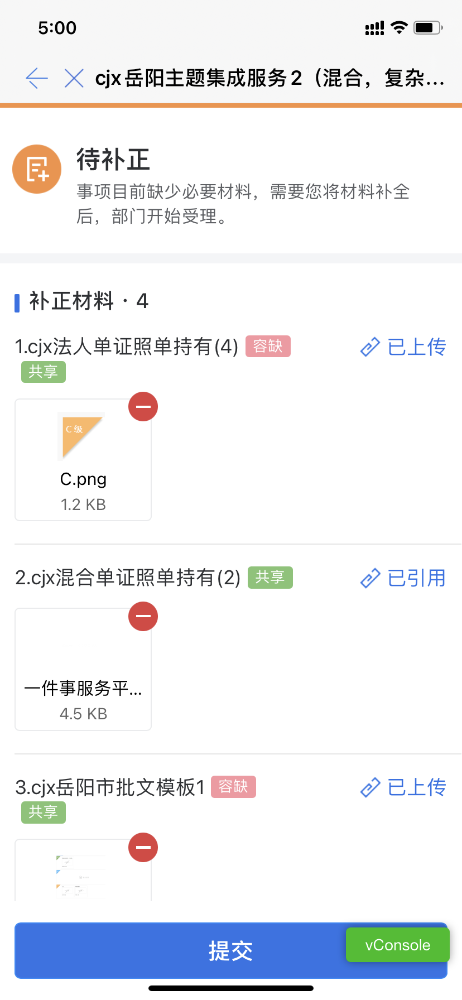 5:00
cjx岳阳主题集成服务2（混合，复杂...
待补正
事项目前缺少必要材料，需要您将材料补全
后，部门开始受理。
补正材料 · 4
1.cjx法人单证照单持有(4) 容缺 已上传
共享
C 级
C.png
1.2 KB
2.cjx混合单证照单持有(2) 共享 已引用
一件事服务平...
4.5 KB
3.cjx岳阳市批文模板1 容缺 已上传
共享
提交
vConsole